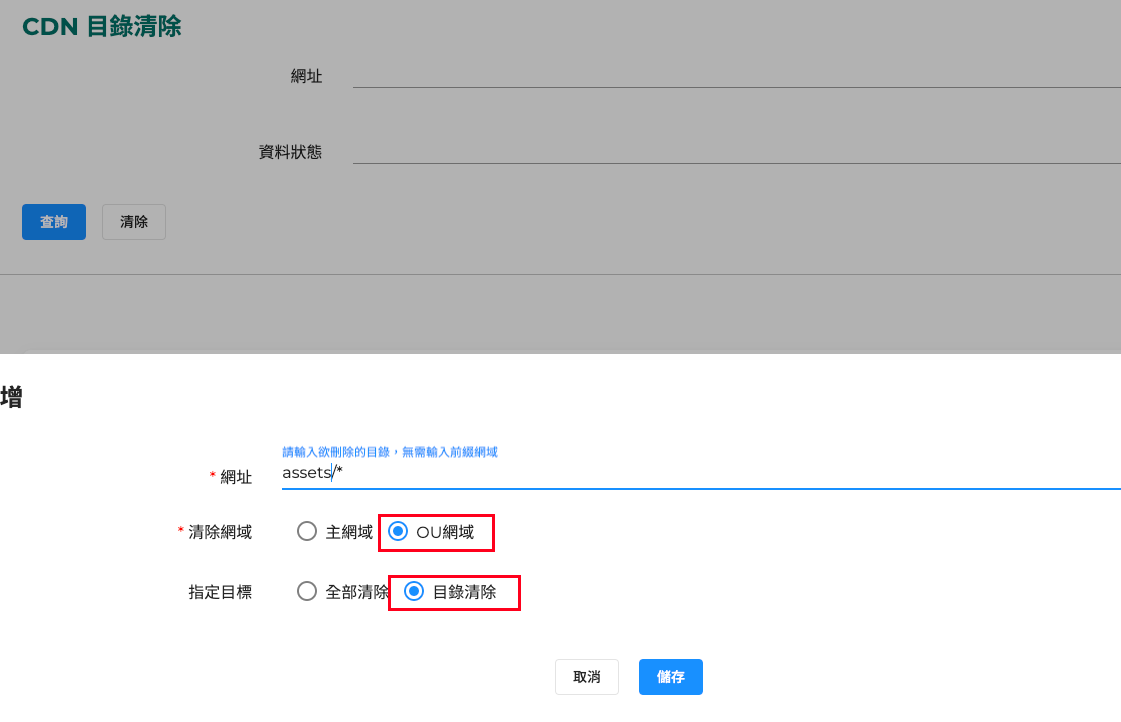 CDN 目錄清除
網址
資料狀態
查詢 清除
增
請輸入欲刪除的目錄，無需輸入前綴網域
* 網址 assets/*
* 清除網域 主網域 OU網域
指定目標 全部清除 目錄清除
取消 儲存